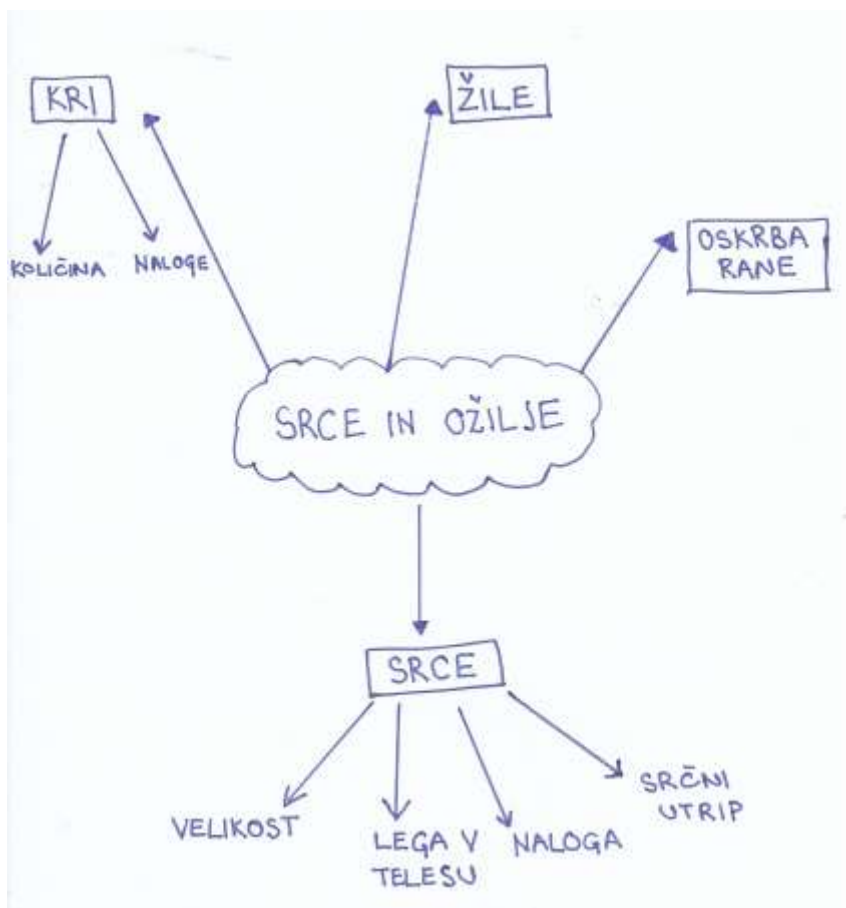 KRI
ŽILE
OSKRBA
RANE
KOLIČINA
NALOGE
SRCE IN OŽILJE
SRCE
VELIKOST
LEGA V
TELESU
NALOGA
SRČNI
UTRIP